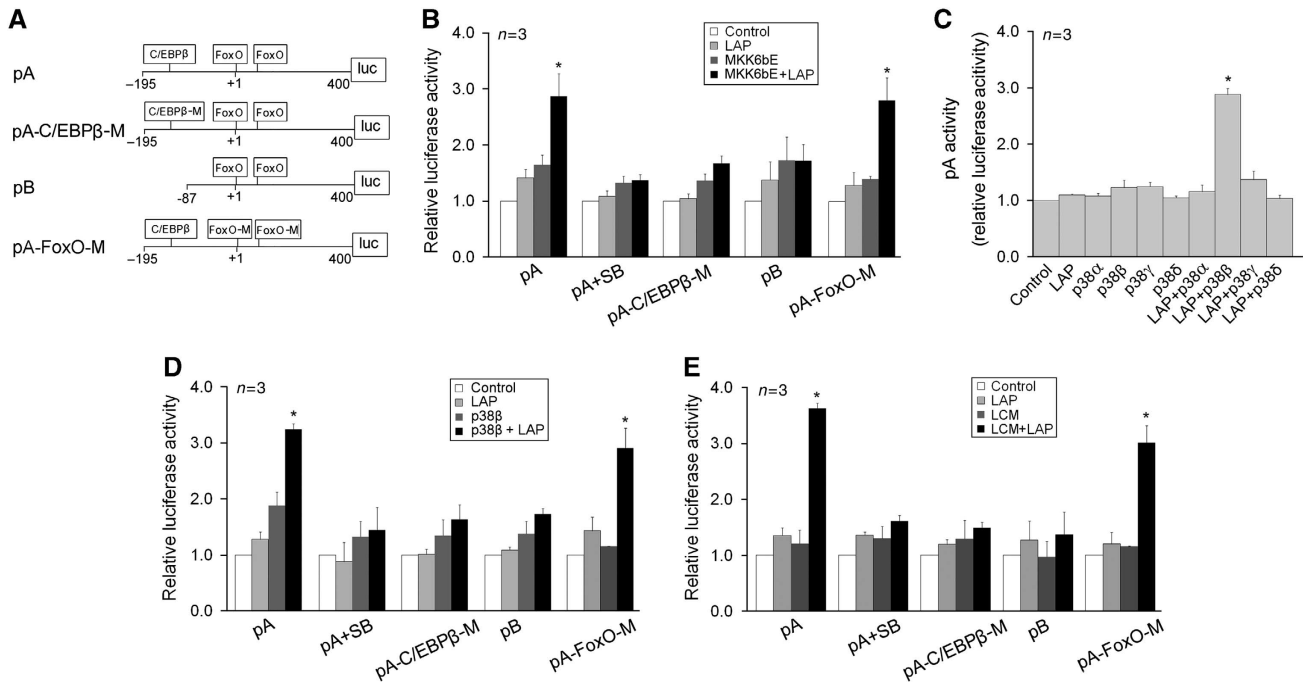 A
pA
C/EBPβ
FoxO
FoxO
luc
–195
+1
400
pA-C/EBPβ-M
C/EBPβ-M
FoxO
FoxO
luc
–195
+1
400
pB
FoxO
FoxO
luc
-87
+1
400
pA-FoxO-M
C/EBPβ
FoxO-M
FoxO-M
luc
–195
+1
400
B
n=3
Control
LAP
MKK6bE
MKK6bE+LAP
Relative luciferase activity
4.0
3.0
2.0
1.0
0.0
*
*
pA
pA+SB
pA-C/EBPβ-M
pB
pA-FoxO-M
C
n=3
pA activity
(relative luciferase acitivity)
4.0
3.0
2.0
1.0
0.0
*
Control
LAP
p38α
p38β
p38γ
p38δ
LAP+p38α
LAP+p38β
LAP+p38γ
LAP+p38δ
D
n=3
Control
LAP
p38β
p38β + LAP
Relative luciferase activity
4.0
3.0
2.0
1.0
0.0
*
*
pA
pA+SB
pA-C/EBPβ-M
pB
pA-FoxO-M
E
n=3
Control
LAP
LCM
LCM+LAP
Relative luciferase activity
4.0
3.0
2.0
1.0
0.0
*
*
pA
pA+SB
pA-C/EBPβ-M
pB
pA-FoxO-M